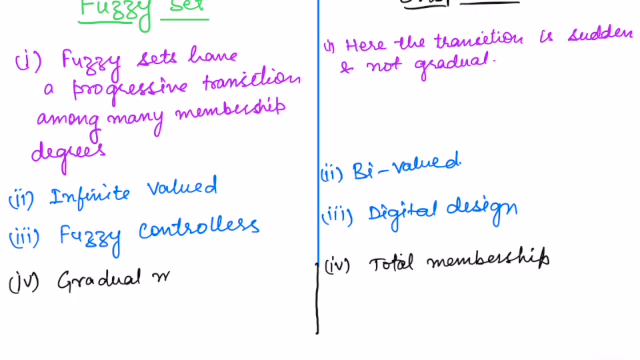 Fuzzy Set
(i) Fuzzy sets have
a progressive transition
among many membership
degrees
(ii) Infinite Valued
(iii) Fuzzy Controllers
(iv) Gradual
i) Here the transition is sudden
& not gradual.
(ii) Bi-valued
(iii) Digital design
(iv) Total membership